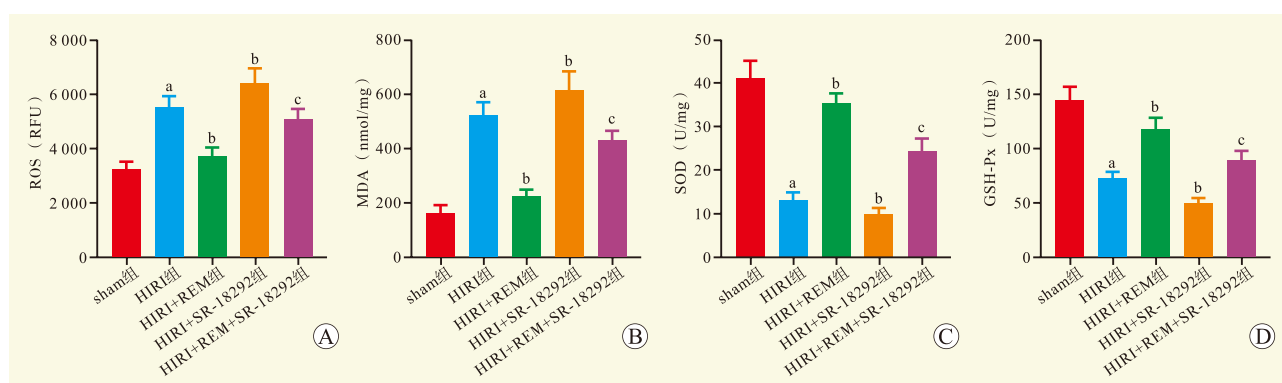 8 000
6 000
4 000
2 000
0
ROS（RFU）
a
b
b
c
sham组
HIRI组
HIRI+REM组
HIRI+SR-18292组
HIRI+REM+SR-18292组
A
800
600
400
200
0
MDA（nmol/mg）
a
b
b
c
sham组
HIRI组
HIRI+REM组
HIRI+SR-18292组
HIRI+REM+SR-18292组
B
50
40
30
20
10
0
SOD（U/mg）
a
b
b
c
sham组
HIRI组
HIRI+REM组
HIRI+SR-18292组
HIRI+REM+SR-18292组
C
200
150
100
50
0
GSH-Px（U/mg）
a
b
b
c
sham组
HIRI组
HIRI+REM组
HIRI+SR-18292组
HIRI+REM+SR-18292组
D